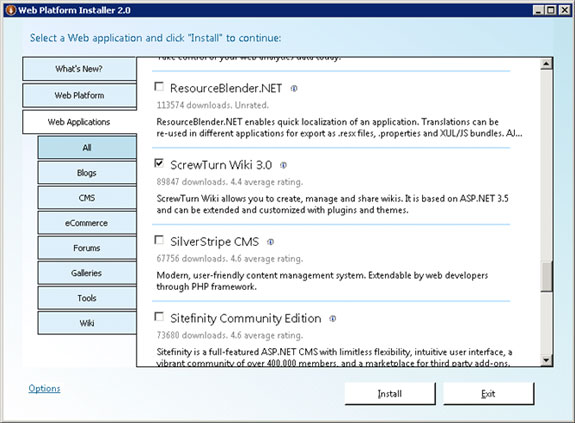 Web Platform Installer 2.0
Select a Web application and click "Install" to continue:
What's New?
Web Platform
Web Applications
All
Blogs
CMS
eCommerce
Forums
Galleries
Tools
Wiki
Take control of your web analytics data today.
ResourceBlender.NET
113574 downloads. Unrated.
ResourceBlender.NET enables quick localization of an application. Translations can be
re-used in different applications for export as .resx files, .properties and XUL/JS bundles. AJ...
ScrewTurn Wiki 3.0
89847 downloads. 4.4 average rating.
ScrewTurn Wiki allows you to create, manage and share wikis. It is based on ASP.NET 3.5
and can be extended and customized with plugins and themes.
SilverStripe CMS
67756 downloads. 4.6 average rating.
Modern, user-friendly content management system. Extendable by web developers
through PHP framework.
Sitefinity Community Edition
73680 downloads. 4.6 average rating.
Sitefinity is a full-featured ASP.NET CMS with limitless flexibility, intuitive user interface, a
vibrant community of over 400,000 members, and a marketplace for third party add-ons.
Options
Install
Exit